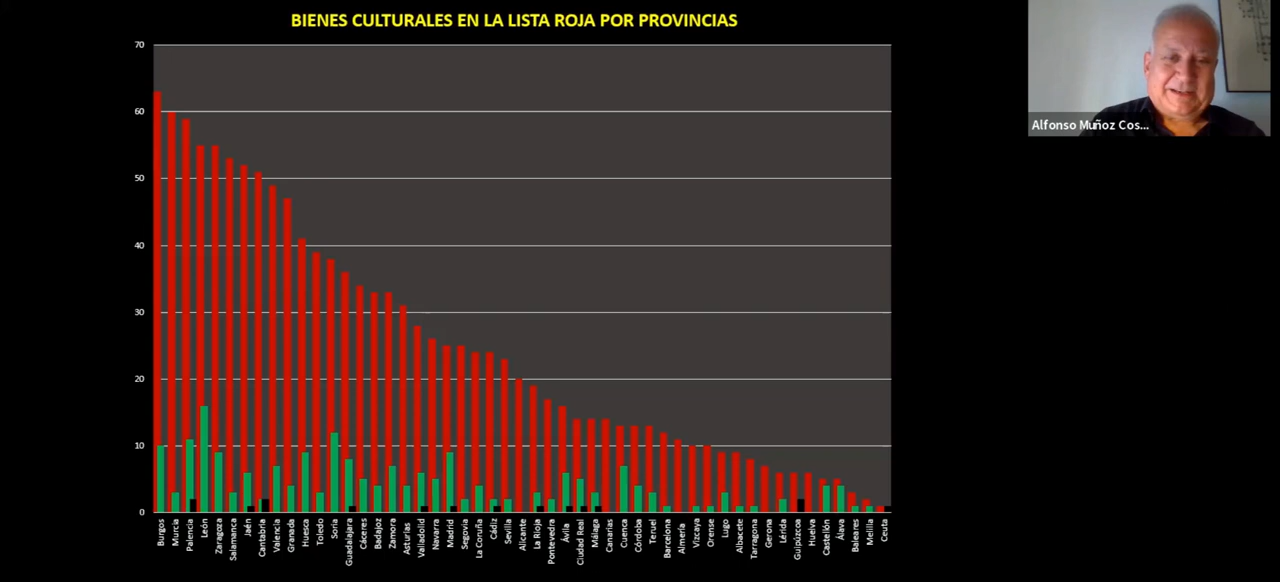 BIENES CULTURALES EN LA LISTA ROJA POR PROVINCIAS
Alfonso Muñoz Cos...
70
60
50
40
30
20
10
0
Burgos
Murcia
Palencia
León
Zaragoza
Salamanca
Jaén
Cantabria
Valencia
Granada
Huesca
Toledo
Soria
Guadalajara
Cáceres
Badajoz
Zamora
Asturias
Valladolid
Navarra
Madrid
Segovia
La Coruña
Cádiz
Sevilla
Alicante
La Rioja
Pontevedra
Ávila
Ciudad Real
Málaga
Canarias
Cuenca
Córdoba
Teruel
Barcelona
Almería
Vizcaya
Orense
Lugo
Albacete
Tarragona
Gerona
Lérida
Guipúzcoa
Huelva
Castellón
Álava
Baleares
Melilla
Ceuta